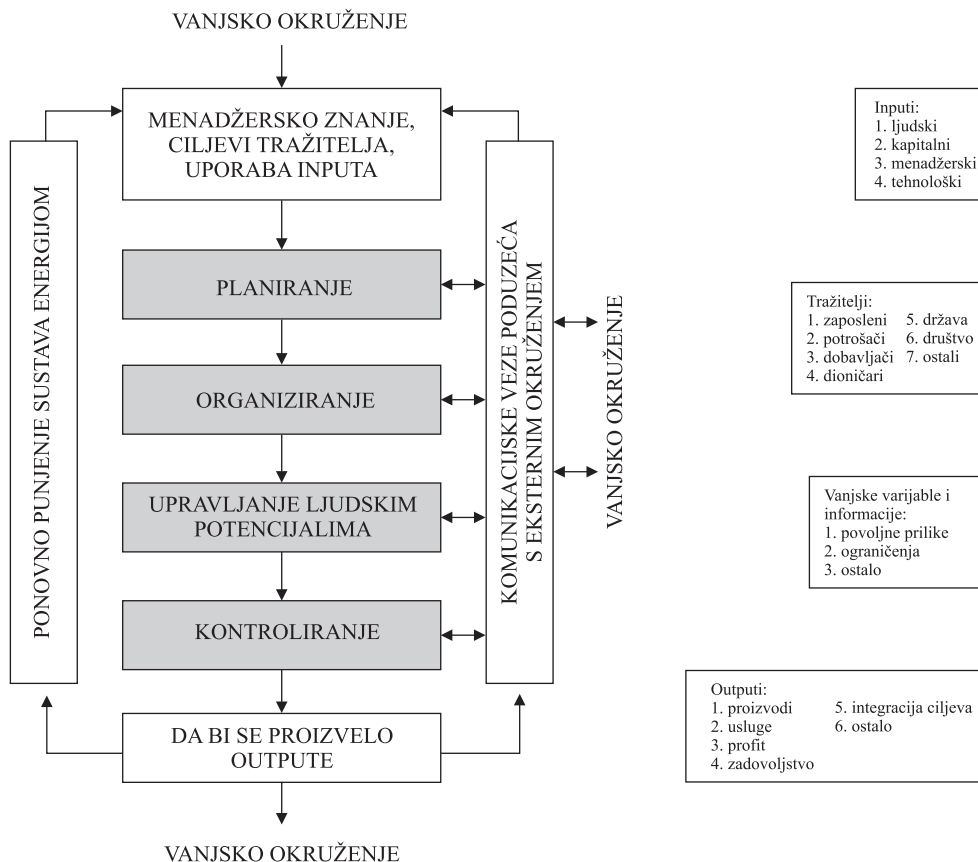 VANJSKO OKRUŽENJE
MENADŽERSKO ZNANJE,
CILJEVI TRAŽITELJA,
UPORABA INPUTA
PLANIRANJE
ORGANIZIRANJE
UPRAVLJANJE LJUDSKIM
POTENCIJALIMA
KONTROLIRANJE
DA BI SE PROIZVELO
OUTPUTE
VANJSKO OKRUŽENJE
PONOVNO PUNJENJE SUSTAVA ENERGIJOM
KOMUNIKACIJSKE VEZE PODUZEĆA
S EKSTERNIM OKRUŽENJEM
VANJSKO OKRUŽENJE
Inputi:
1. ljudski
2. kapitalni
3. menadžerski
4. tehnološki
Tražitelji:
1. zaposleni 5. država
2. potrošači 6. društvo
3. dobavljači 7. ostali
4. dioničari
Vanjske varijable i
informacije:
1. povoljne prilike
2. ograničenja
3. ostalo
Outputi:
1. proizvodi 5. integracija ciljeva
2. usluge 6. ostalo
3. profit
4. zadovoljstvo